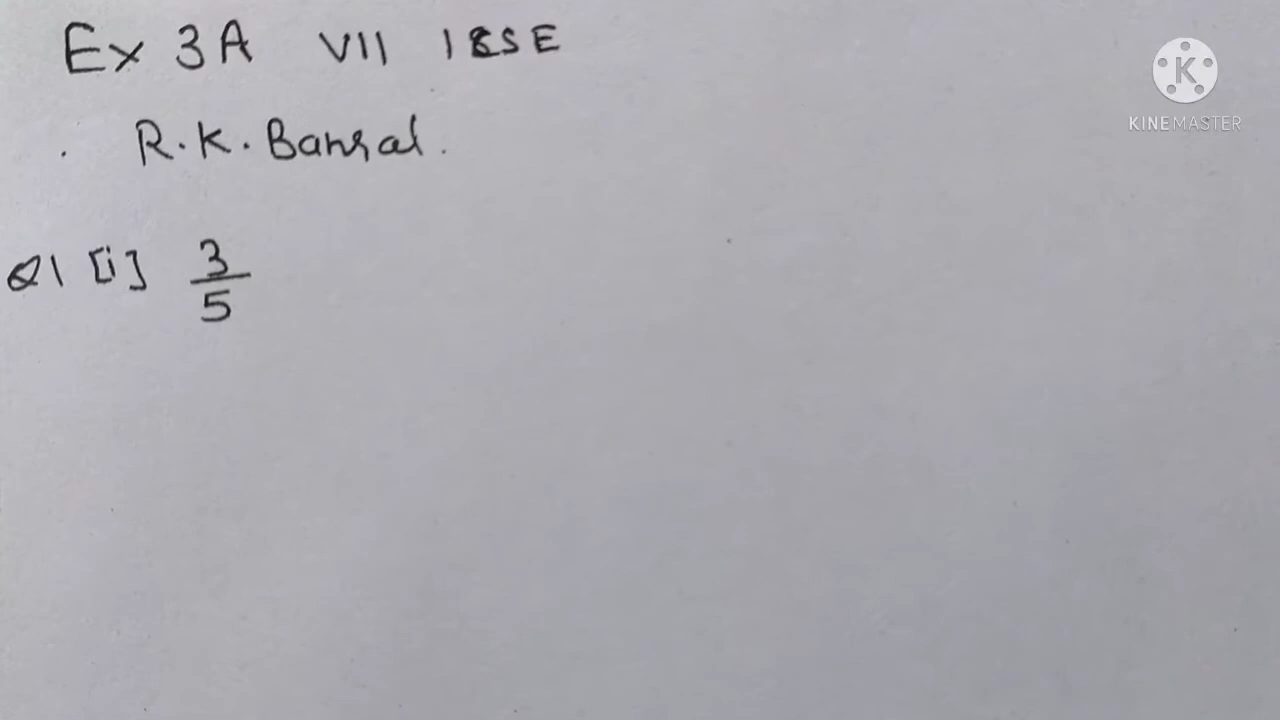 Ex 3A VII ICSE
K
KINEMASTER
R.K. Bansal.
Q1 [i] 3/5